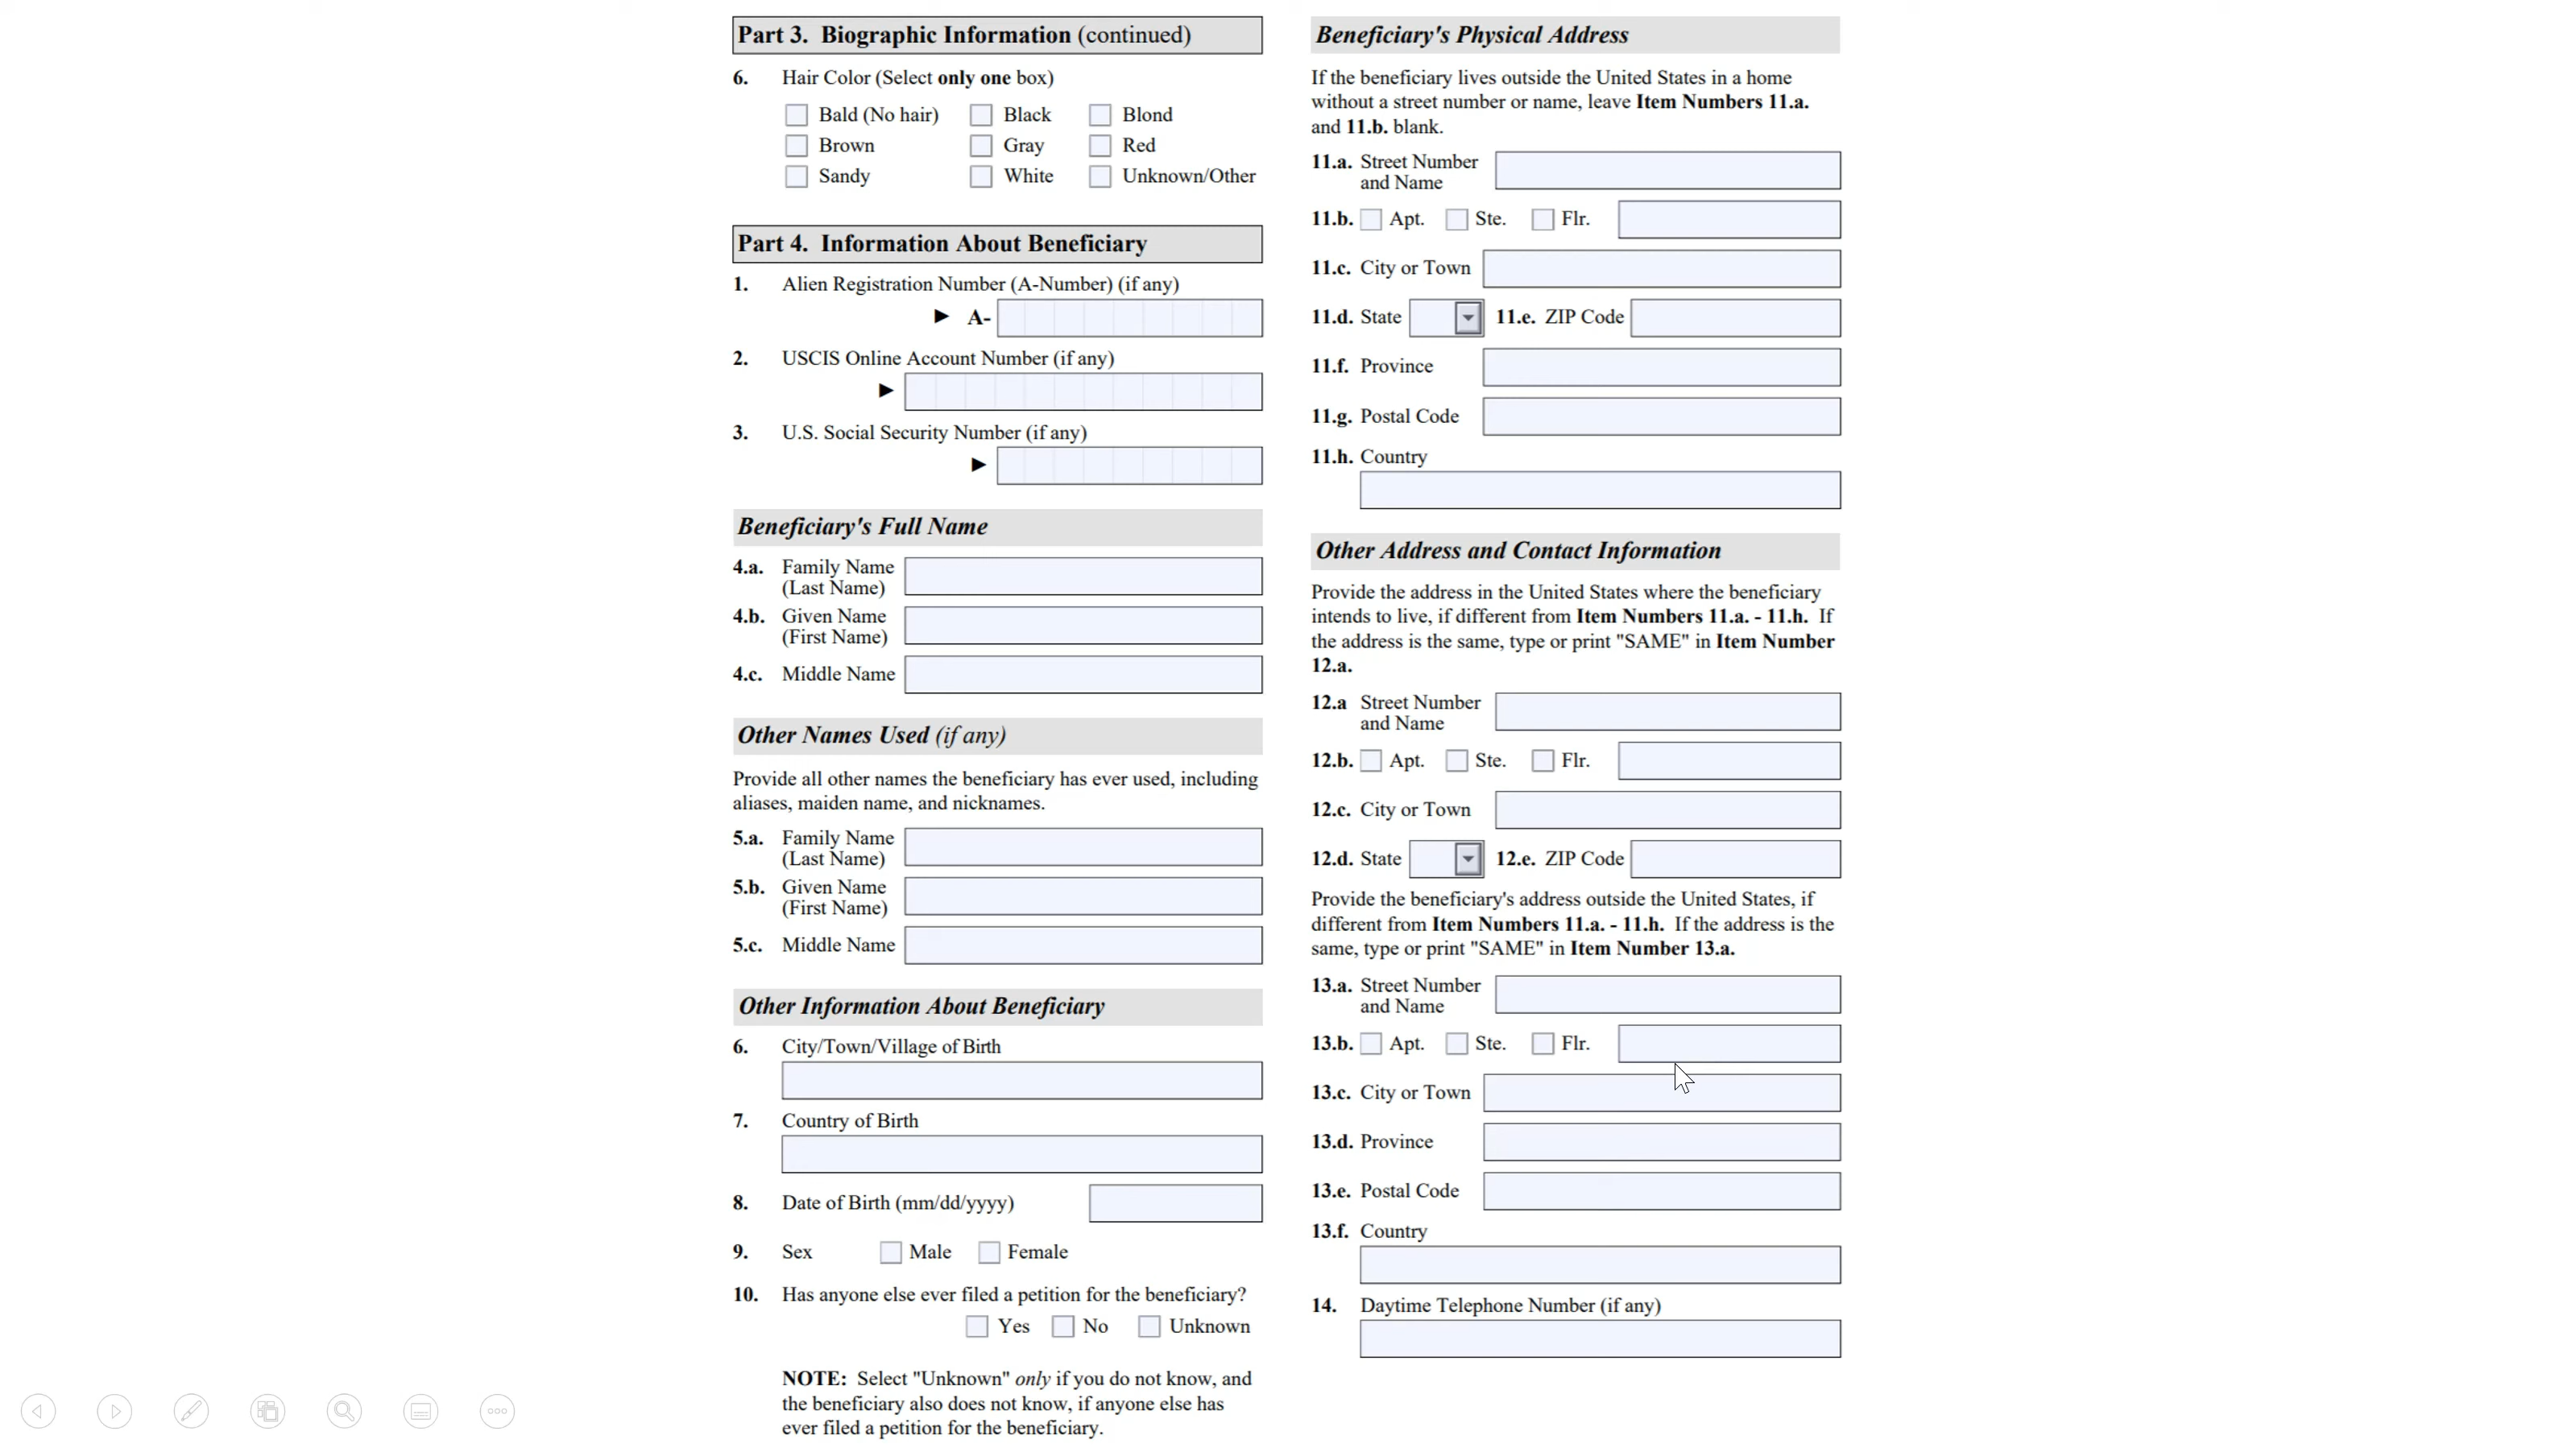 Part 3.  Biographic Information (continued)
6. Hair Color (Select only one box)
Bald (No hair) Black Blond
Brown Gray Red
Sandy White Unknown/Other
Part 4.  Information About Beneficiary
1. Alien Registration Number (A-Number) (if any)
► A-
2. USCIS Online Account Number (if any)
►
3. U.S. Social Security Number (if any)
►
Beneficiary's Full Name
4.a. Family Name
(Last Name)
4.b. Given Name
(First Name)
4.c. Middle Name
Other Names Used (if any)
Provide all other names the beneficiary has ever used, including
aliases, maiden name, and nicknames.
5.a. Family Name
(Last Name)
5.b. Given Name
(First Name)
5.c. Middle Name
Other Information About Beneficiary
6. City/Town/Village of Birth
7. Country of Birth
8. Date of Birth (mm/dd/yyyy)
9. Sex Male Female
10. Has anyone else ever filed a petition for the beneficiary?
Yes No Unknown
NOTE:  Select "Unknown" only if you do not know, and
the beneficiary also does not know, if anyone else has
ever filed a petition for the beneficiary.
Beneficiary's Physical Address
If the beneficiary lives outside the United States in a home
without a street number or name, leave Item Numbers 11.a.
and 11.b. blank.
11.a. Street Number
and Name
11.b. Apt. Ste. Flr.
11.c. City or Town
11.d. State 11.e. ZIP Code
11.f. Province
11.g. Postal Code
11.h. Country
Other Address and Contact Information
Provide the address in the United States where the beneficiary
intends to live, if different from Item Numbers 11.a. - 11.h.  If
the address is the same, type or print "SAME" in Item Number
12.a.
12.a Street Number
and Name
12.b. Apt. Ste. Flr.
12.c. City or Town
12.d. State 12.e. ZIP Code
Provide the beneficiary's address outside the United States, if
different from Item Numbers 11.a. - 11.h.  If the address is the
same, type or print "SAME" in Item Number 13.a.
13.a. Street Number
and Name
13.b. Apt. Ste. Flr.
13.c. City or Town
13.d. Province
13.e. Postal Code
13.f. Country
14. Daytime Telephone Number (if any)